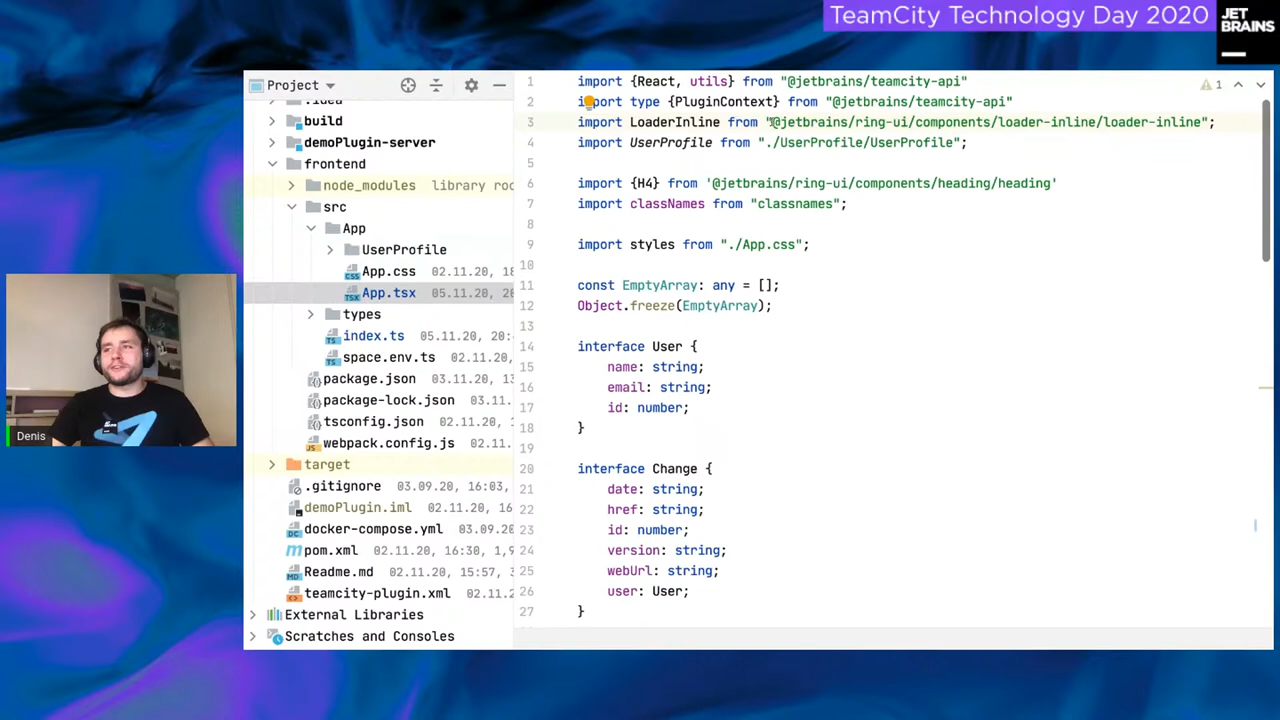 TeamCity Technology Day 2020
JET
BRAINS
Project
.idea
build
demoPlugin-server
frontend
node_modules library roo
src
App
UserProfile
App.css 02.11.20, 18
App.tsx 05.11.20, 20
types
index.ts 05.11.20, 20:
space.env.ts 02.11.20,
package.json 03.11.20, 13
package-lock.json 03.11.
tsconfig.json 02.11.20, 1
webpack.config.js 02.11.
target
.gitignore 03.09.20, 16:03,
demoPlugin.iml 02.11.20, 16
docker-compose.yml 03.09.20
pom.xml 02.11.20, 16:30, 1,9
Readme.md 02.11.20, 15:57, 3
teamcity-plugin.xml 02.11.2
External Libraries
Scratches and Consoles
1 import {React, utils} from "@jetbrains/teamcity-api"
2 import type {PluginContext} from "@jetbrains/teamcity-api"
3 import LoaderInline from "@jetbrains/ring-ui/components/loader-inline/loader-inline";
4 import UserProfile from "./UserProfile/UserProfile";
5
6 import {H4} from '@jetbrains/ring-ui/components/heading/heading'
7 import classNames from "classnames";
8
9 import styles from "./App.css";
10
11 const EmptyArray: any = [];
12 Object.freeze(EmptyArray);
13
14 interface User {
15 name: string;
16 email: string;
17 id: number;
18 }
19
20 interface Change {
21 date: string;
22 href: string;
23 id: number;
24 version: string;
25 webUrl: string;
26 user: User;
27 }
1
Denis